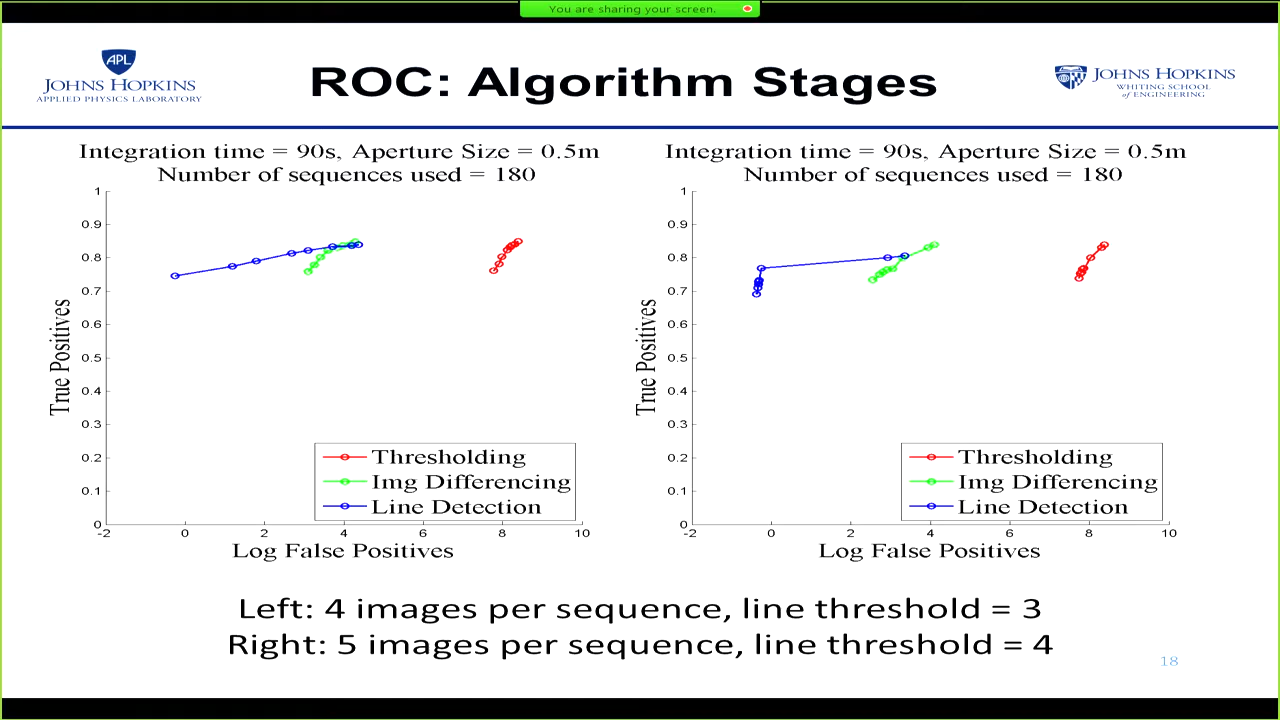 You are sharing your screen.
APL
JOHNS HOPKINS
APPLIED PHYSICS LABORATORY
ROC: Algorithm Stages
JOHNS HOPKINS
WHITING SCHOOL
of ENGINEERING
Integration time = 90s, Aperture Size = 0.5m
Number of sequences used = 180
1
0.9
0.8
0.7
0.6
0.5
0.4
0.3
0.2
0.1
0
True Positives
Thresholding
Img Differencing
Line Detection
-2 0 2 4 6 8 10
Log False Positives
Integration time = 90s, Aperture Size = 0.5m
Number of sequences used = 180
1
0.9
0.8
0.7
0.6
0.5
0.4
0.3
0.2
0.1
0
True Positives
Thresholding
Img Differencing
Line Detection
-2 0 2 4 6 8 10
Log False Positives
Left: 4 images per sequence, line threshold = 3
Right: 5 images per sequence, line threshold = 4
18